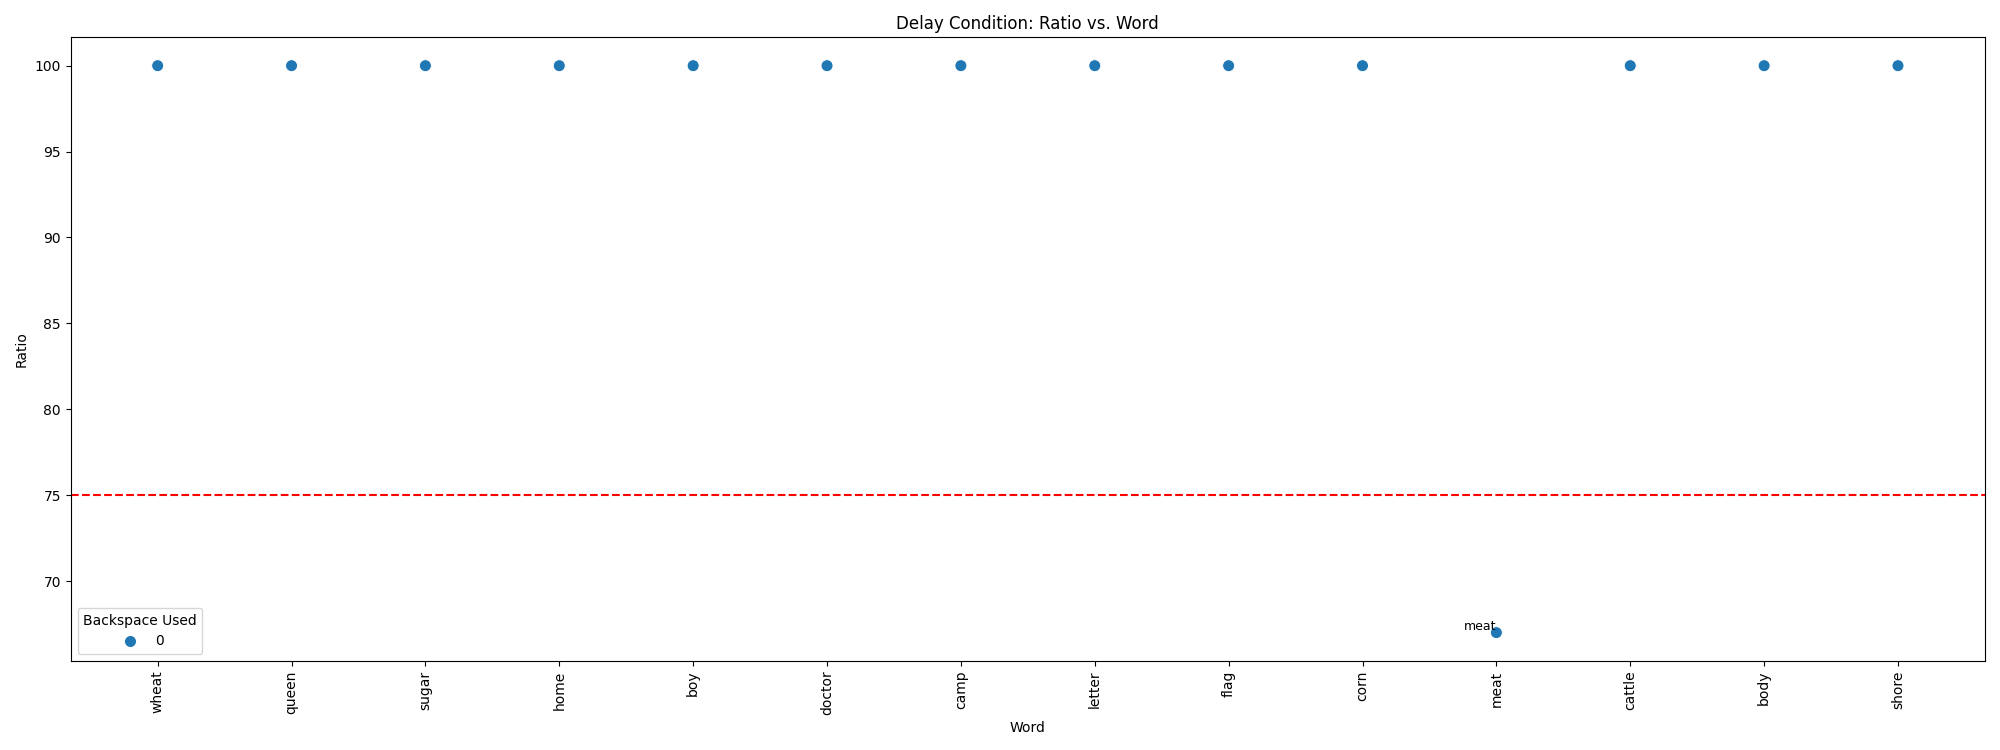 Delay Condition: Ratio vs. Word
Ratio
100
95
90
85
80
75
70
meat
Backspace Used
0
wheat
queen
sugar
home
boy
doctor
camp
letter
flag
corn
meat
cattle
body
shore
Word